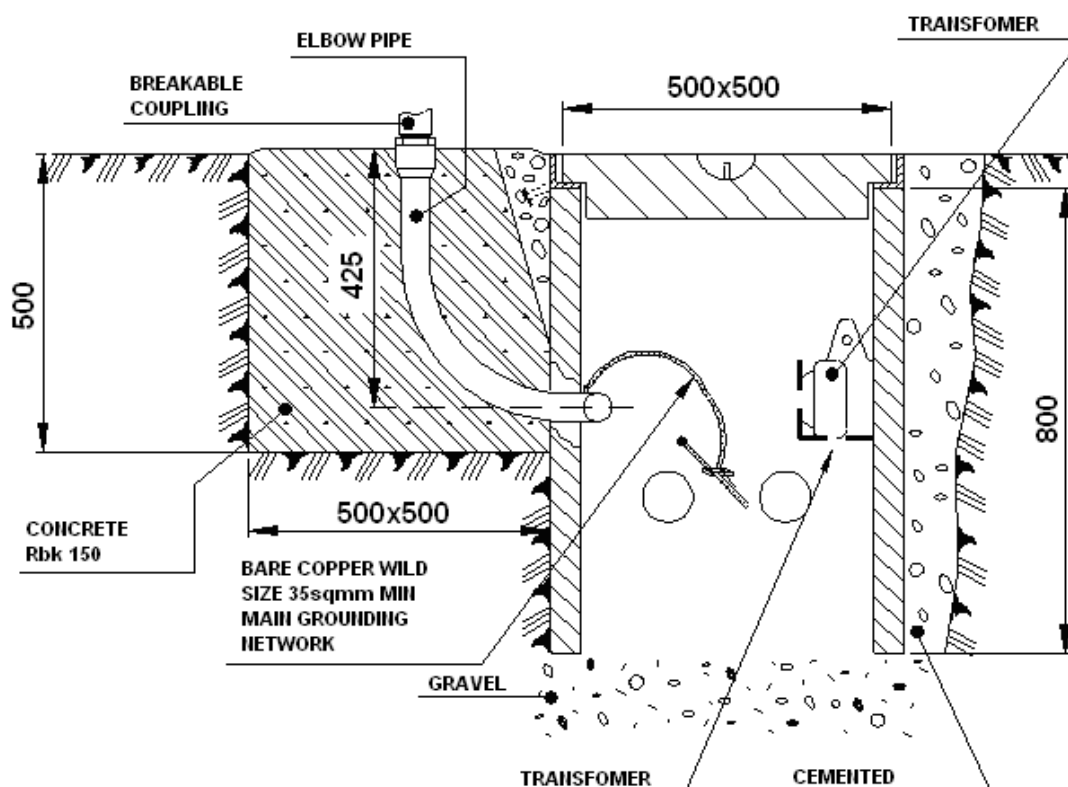 TRANSFOMER
ELBOW PIPE
BREAKABLE
COUPLING
500x500
500
425
800
CONCRETE
Rbk 150
500x500
BARE COPPER WILD
SIZE 35sqmm MIN
MAIN GROUNDING
NETWORK
GRAVEL
TRANSFOMER
CEMENTED